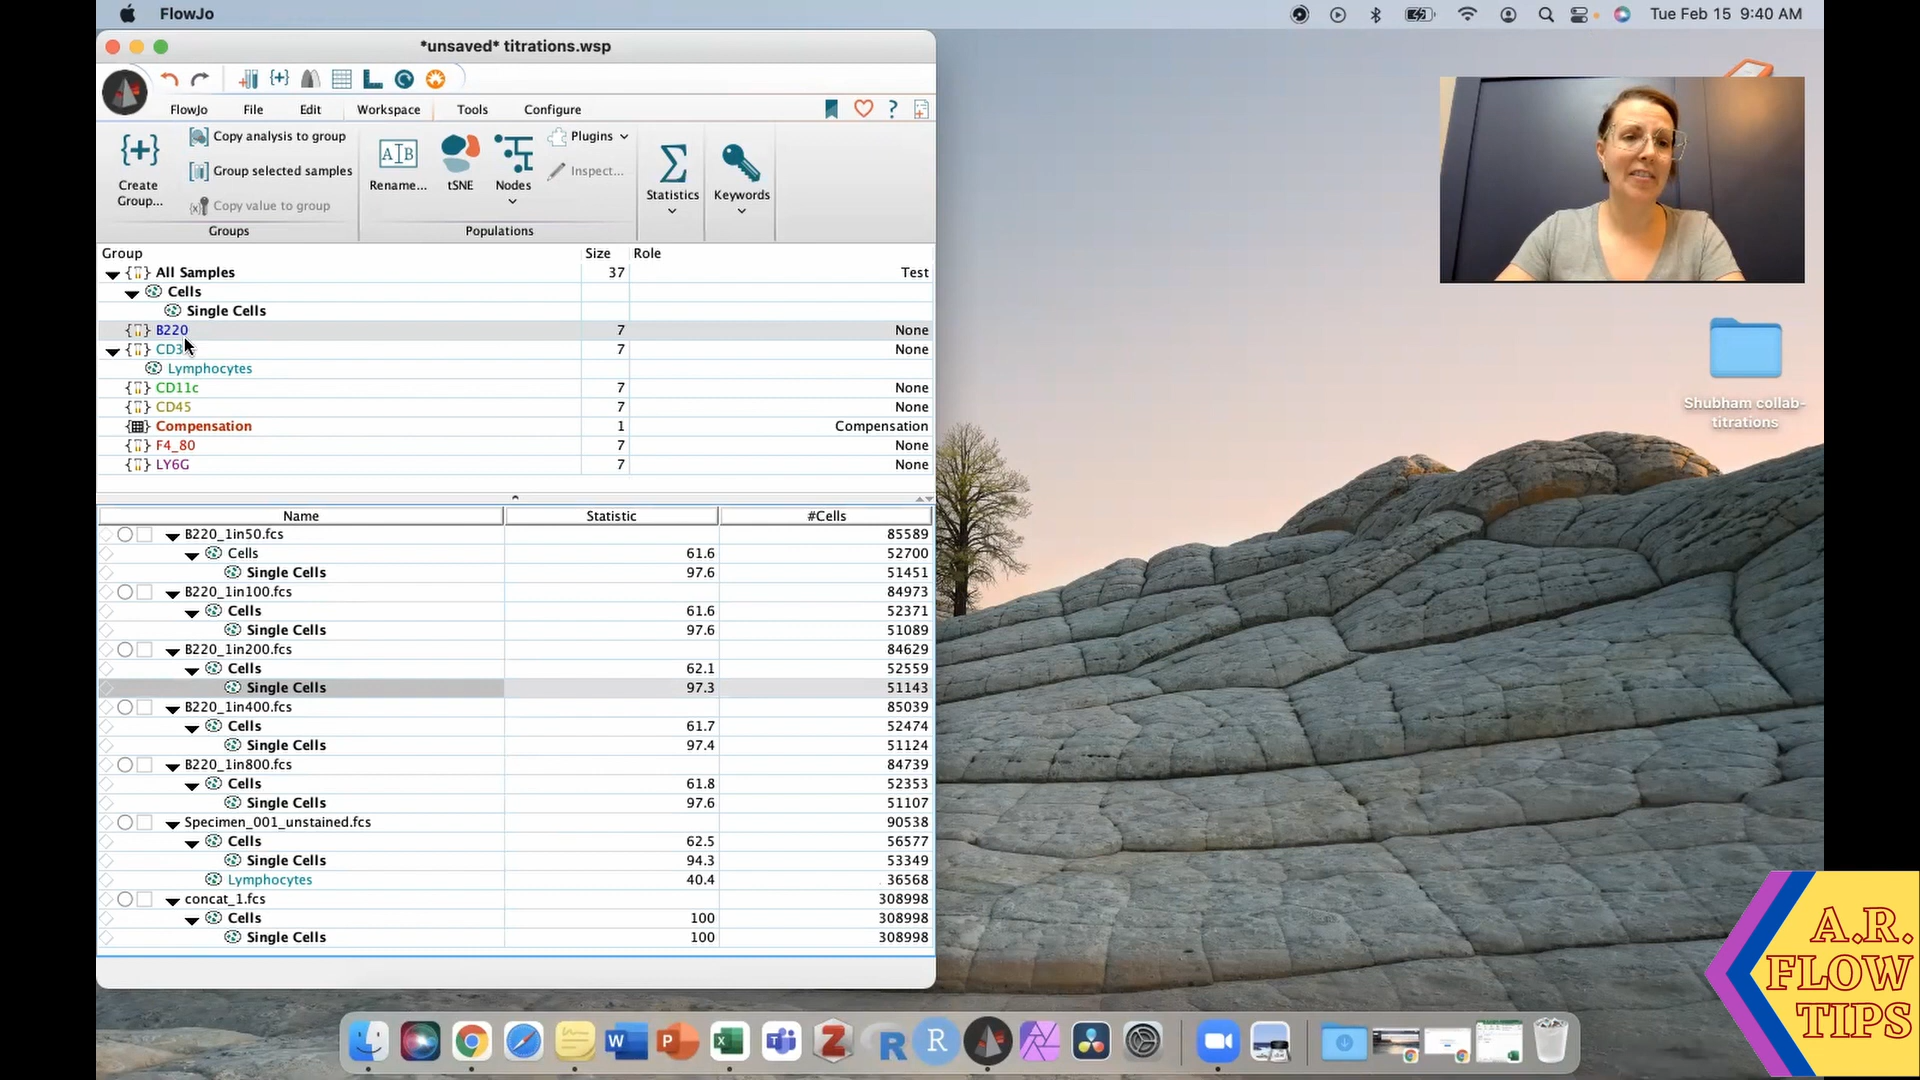 FlowJo
Tue Feb 15 9:40 AM
*unsaved* titrations.wsp
FlowJo File Edit Workspace Tools Configure
Create Group...
Copy analysis to group
Group selected samples
Copy value to group
Groups
Rename...
tSNE
Nodes
Plugins
Inspect...
Populations
Statistics
Keywords
Group Size Role
All Samples 37 Test
Cells
Single Cells
B220 7 None
CD3 7 None
Lymphocytes
CD11c 7 None
CD45 7 None
Compensation 1 Compensation
F4_80 7 None
LY6G 7 None
Name Statistic #Cells
B220_1in50.fcs 85589
Cells 61.6 52700
Single Cells 97.6 51451
B220_1in100.fcs 84973
Cells 61.6 52371
Single Cells 97.6 51089
B220_1in200.fcs 84629
Cells 62.1 52559
Single Cells 97.3 51143
B220_1in400.fcs 85039
Cells 61.7 52474
Single Cells 97.4 51124
B220_1in800.fcs 84739
Cells 61.8 52353
Single Cells 97.6 51107
Specimen_001_unstained.fcs 90538
Cells 62.5 56577
Single Cells 94.3 53349
Lymphocytes 40.4 36568
concat_1.fcs 308998
Cells 100 308998
Single Cells 100 308998
Shubham collab-
titrations
A.R.
FLOW
TIPS